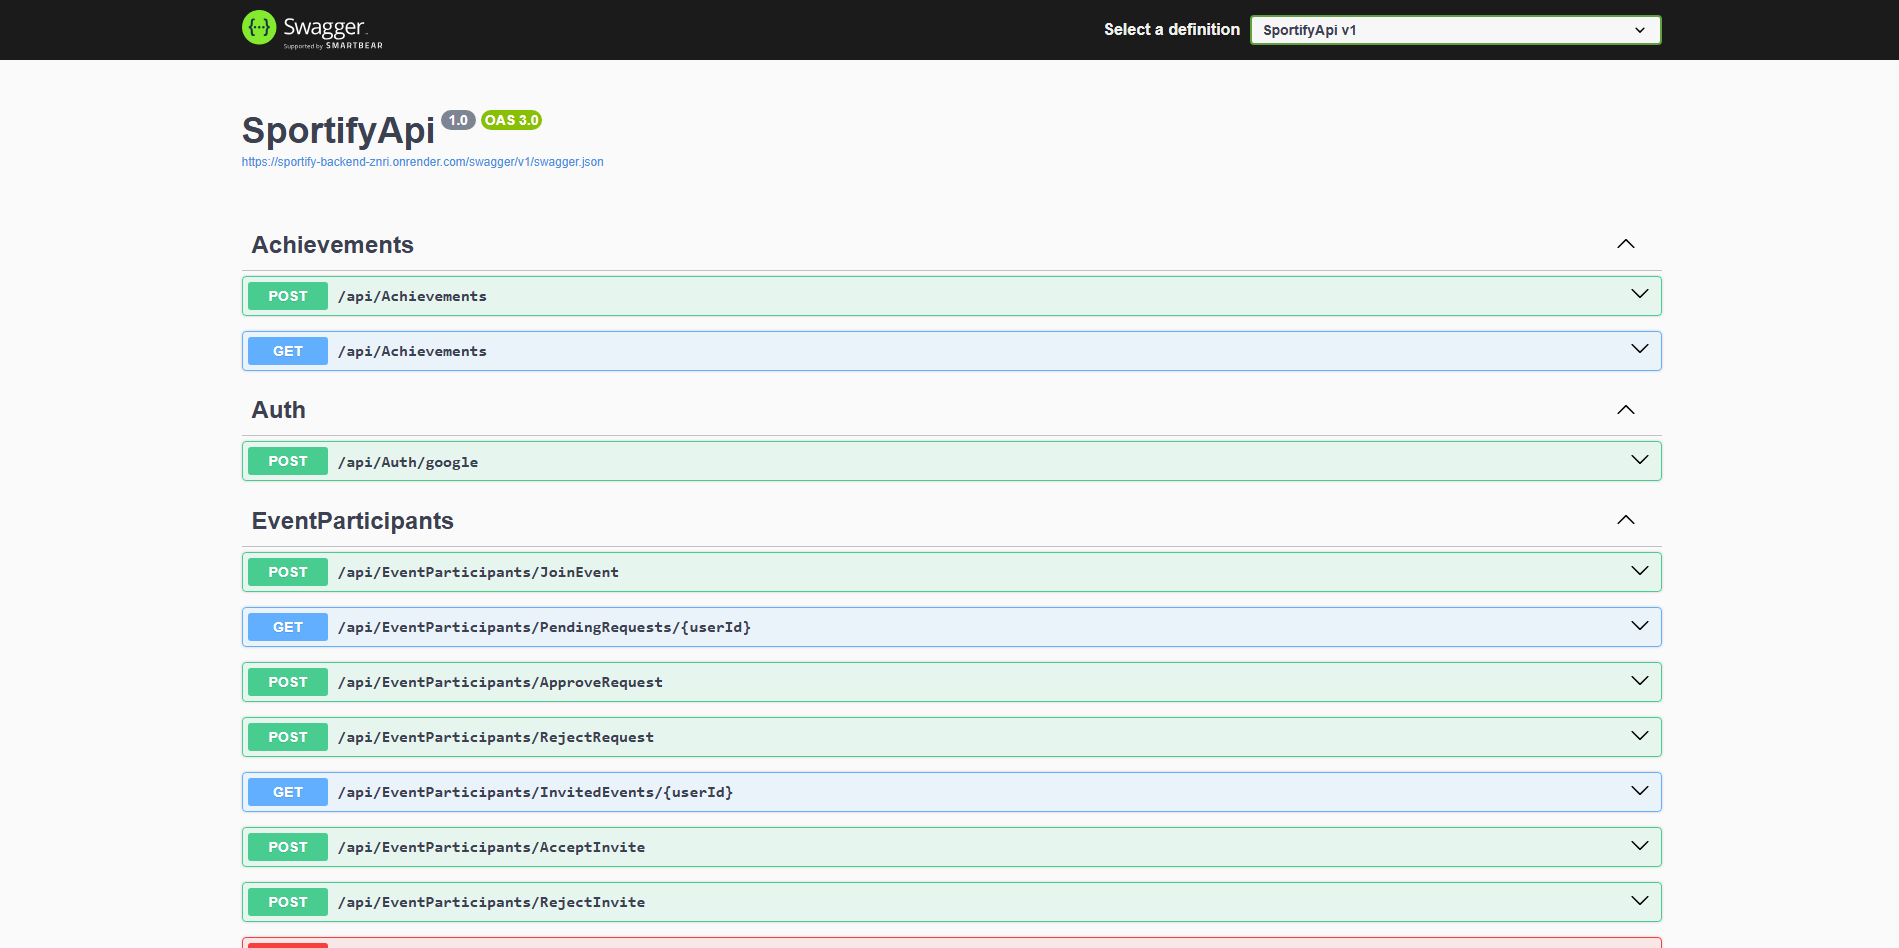 Swagger
Supported by SMARTBEAR
Select a definition
SportifyApi v1
SportifyApi 1.0 OAS 3.0
https://sportify-backend-znri.onrender.com/swagger/v1/swagger.json
Achievements
POST /api/Achievements
GET /api/Achievements
Auth
POST /api/Auth/google
EventParticipants
POST /api/EventParticipants/JoinEvent
GET /api/EventParticipants/PendingRequests/{userId}
POST /api/EventParticipants/ApproveRequest
POST /api/EventParticipants/RejectRequest
GET /api/EventParticipants/InvitedEvents/{userId}
POST /api/EventParticipants/AcceptInvite
POST /api/EventParticipants/RejectInvite